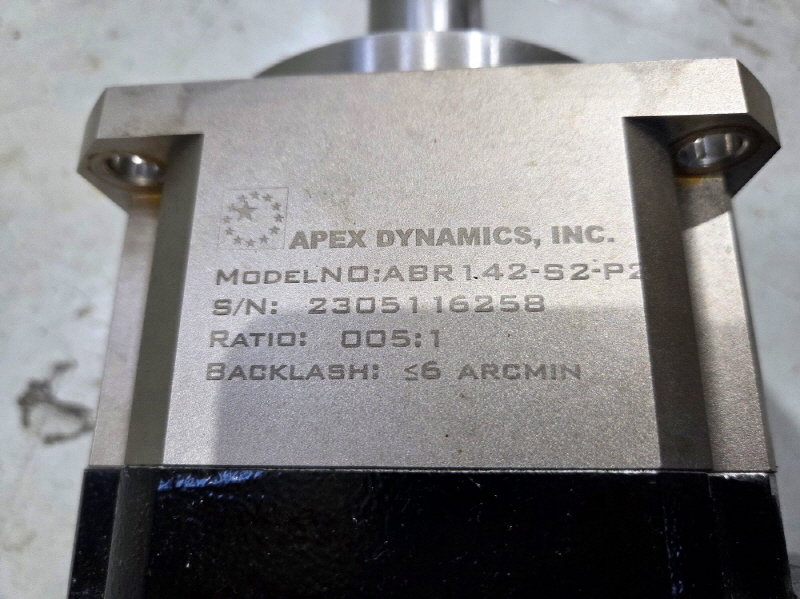 APEX DYNAMICS, INC.
MODELNO:ABR142-S2-P2
S/N: 2305116258
RATIO: 005:1
BACKLASH: ≤6 ARCMIN